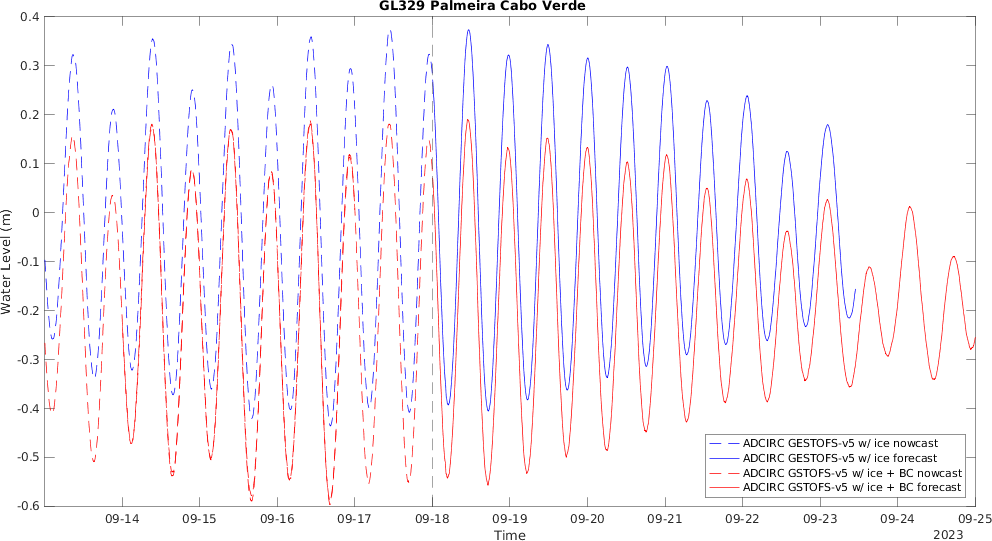 GL329 Palmeira Cabo Verde
0.4
0.3
0.2
0.1
0
-0.1
-0.2
-0.3
-0.4
-0.5
-0.6
Water Level (m)
ADCIRC GESTOFS-v5 w/ ice nowcast
ADCIRC GESTOFS-v5 w/ ice forecast
ADCIRC GSTOFS-v5 w/ ice + BC nowcast
ADCIRC GSTOFS-v5 w/ ice + BC forecast
09-14 09-15 09-16 09-17 09-18 09-19 09-20 09-21 09-22 09-23 09-24 09-25
Time
2023